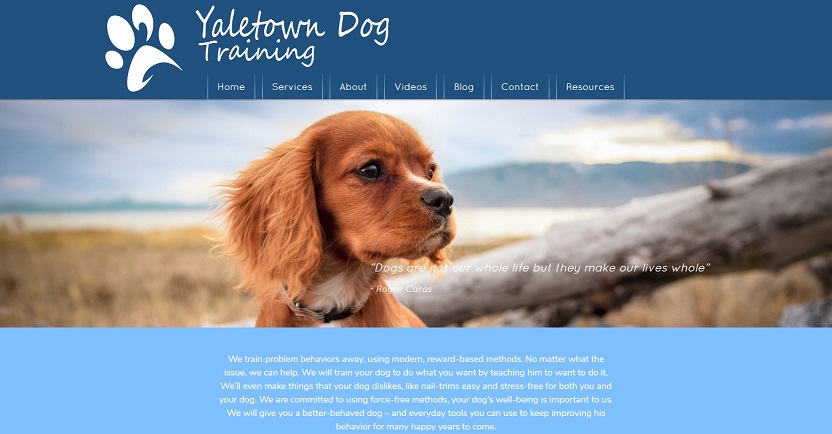 Yaletown Dog
Training
Home Services About Videos Blog Contact Resources
"Dogs are not our whole life but they make our lives whole"
- Roger Caras
We train problem behaviors away, using modern, reward-based methods. No matter what the
issue, we can help. We will train your dog to do what you want by teaching him to want to do it.
We'll even make things that your dog dislikes, like nail-trims easy and stress-free for both you and
your dog. We are committed to using force-free methods, your dog's well-being is important to us.
We will give you a better-behaved dog – and everyday tools you can use to keep improving his
behavior for many happy years to come.